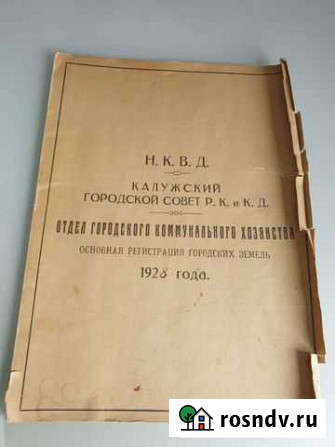 Н. К. В. Д.
КАЛУЖСКИЙ
ГОРОДСКОЙ СОВЕТ Р. К. и К. Д.
ОТДЕЛ ГОРОДСКОГО КОММУНАЛЬНОГО ХОЗЯЙСТВА
ОСНОВНАЯ РЕГИСТРАЦИЯ ГОРОДСКИХ ЗЕМЕЛЬ
1928 года.
rosndv.ru